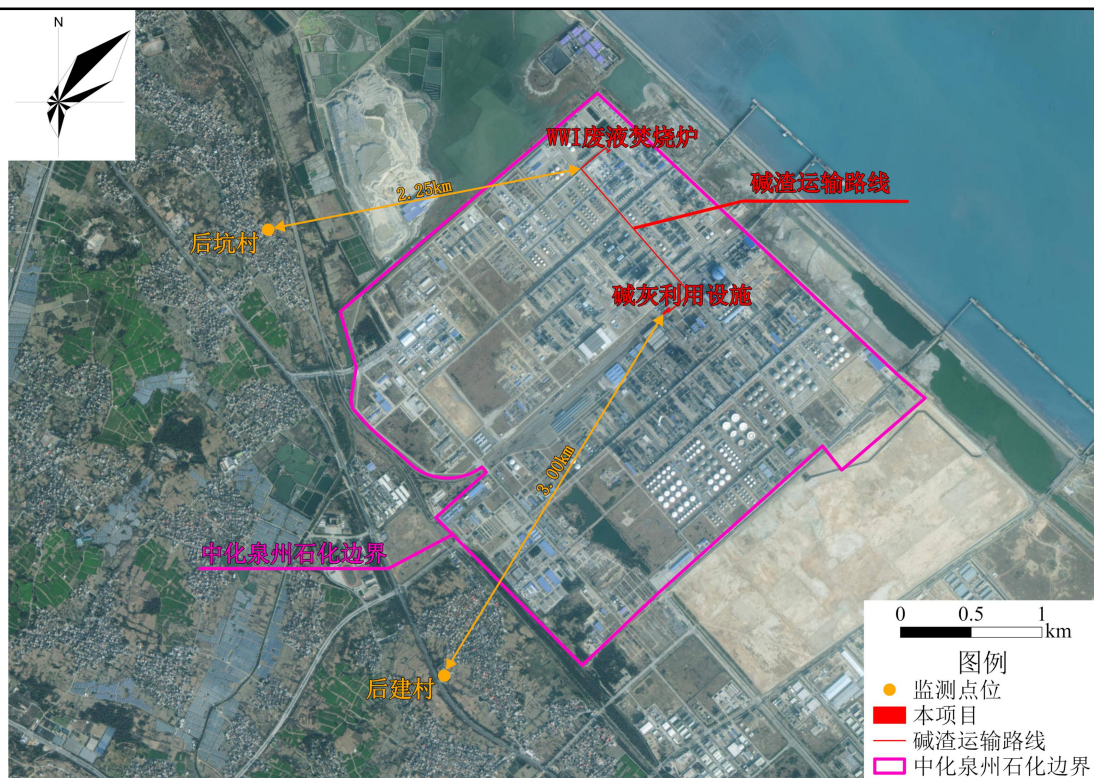 N
WWI废液焚烧炉
碱渣运输路线
2.25km
后坑村
碱灰利用设施
3.00km
中化泉州石化边界
后建村
0 0.5 1
km
图例
监测点位
本项目
碱渣运输路线
中化泉州石化边界